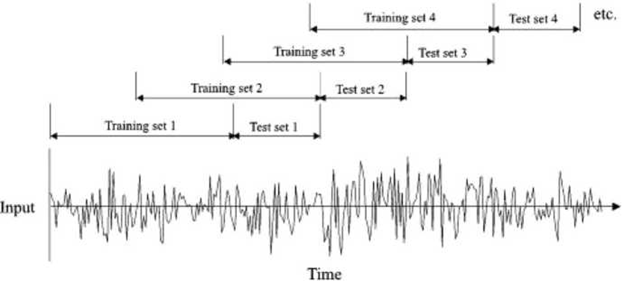 Training set 4 Test set 4 etc.
Training set 3 Test set 3
Training set 2 Test set 2
Training set 1 Test set 1
Input
Time